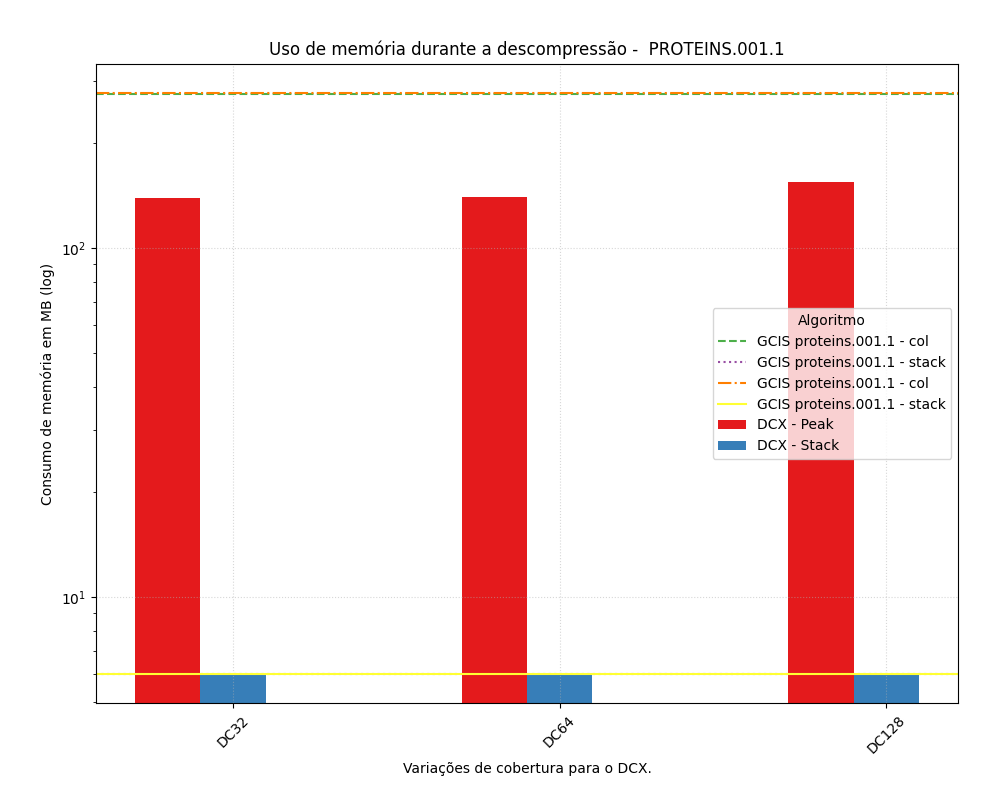 Uso de memória durante a descompressão -  PROTEINS.001.1
Consumo de memória em MB (log)
10²
10¹
Algoritmo
GCIS proteins.001.1 - col
GCIS proteins.001.1 - stack
GCIS proteins.001.1 - col
GCIS proteins.001.1 - stack
DCX - Peak
DCX - Stack
DC32
DC64
DC128
Variações de cobertura para o DCX.